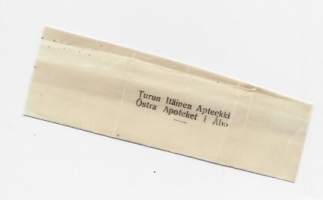 Turun Itäinen Apteekki
Östra Apoteket i Åbo